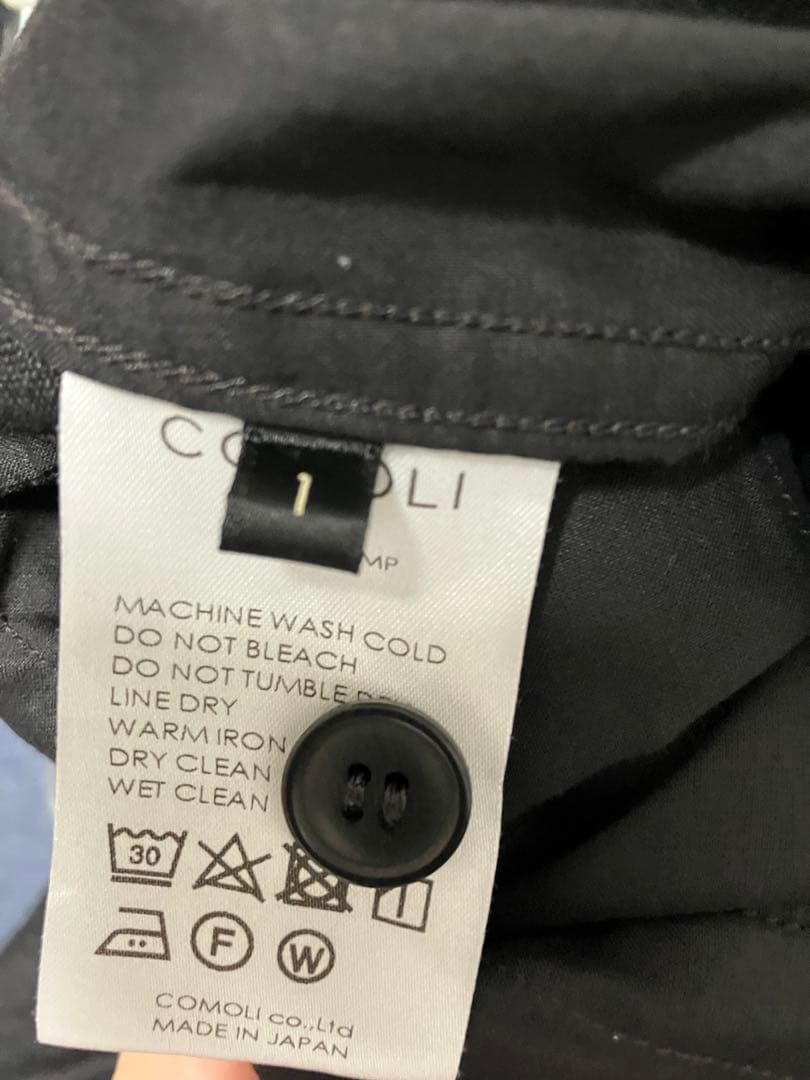 1
MACHINE WASH COLD
DO NOT BLEACH
DO NOT TUMBLE
LINE DRY
WARM IRON
DRY CLEAN
WET CLEAN
30
F W
COMOLI co.,Ltd
MADE IN JAPAN